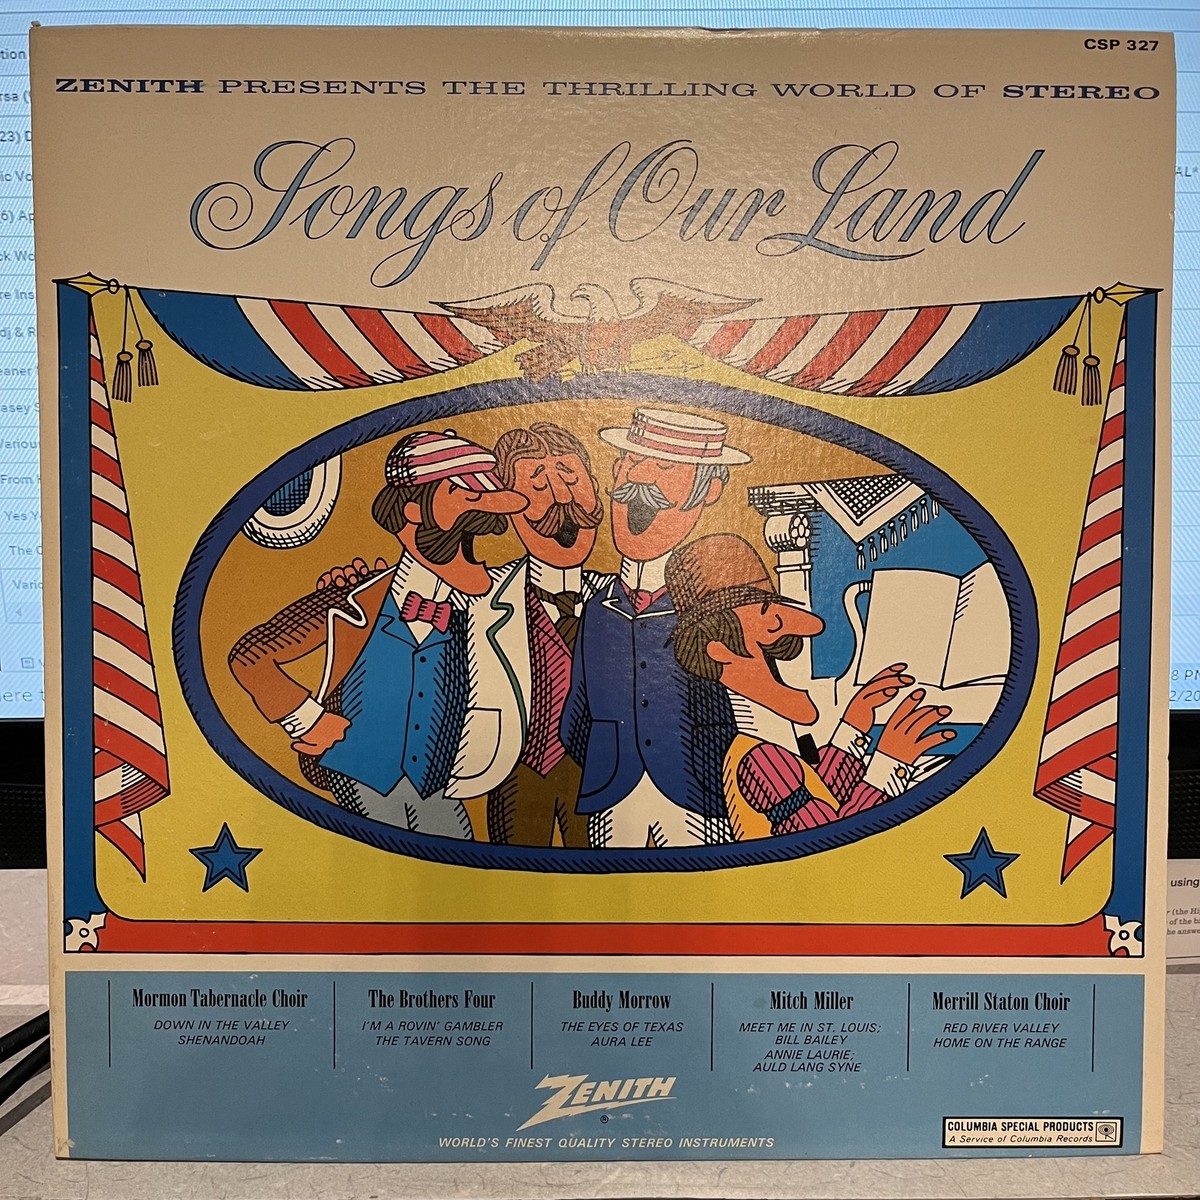 CSP 327
ZENITH PRESENTS THE THRILLING WORLD OF STEREO
Songs of Our Land
Mormon Tabernacle Choir
DOWN IN THE VALLEY
SHENANDOAH
The Brothers Four
I'M A ROVIN' GAMBLER
THE TAVERN SONG
Buddy Morrow
THE EYES OF TEXAS
AURA LEE
Mitch Miller
MEET ME IN ST. LOUIS;
BILL BAILEY
ANNIE LAURIE;
AULD LANG SYNE
Merrill Staton Choir
RED RIVER VALLEY
HOME ON THE RANGE
ZENITH
®
WORLD'S FINEST QUALITY STEREO INSTRUMENTS
COLUMBIA SPECIAL PRODUCTS
A Service of Columbia Records
using